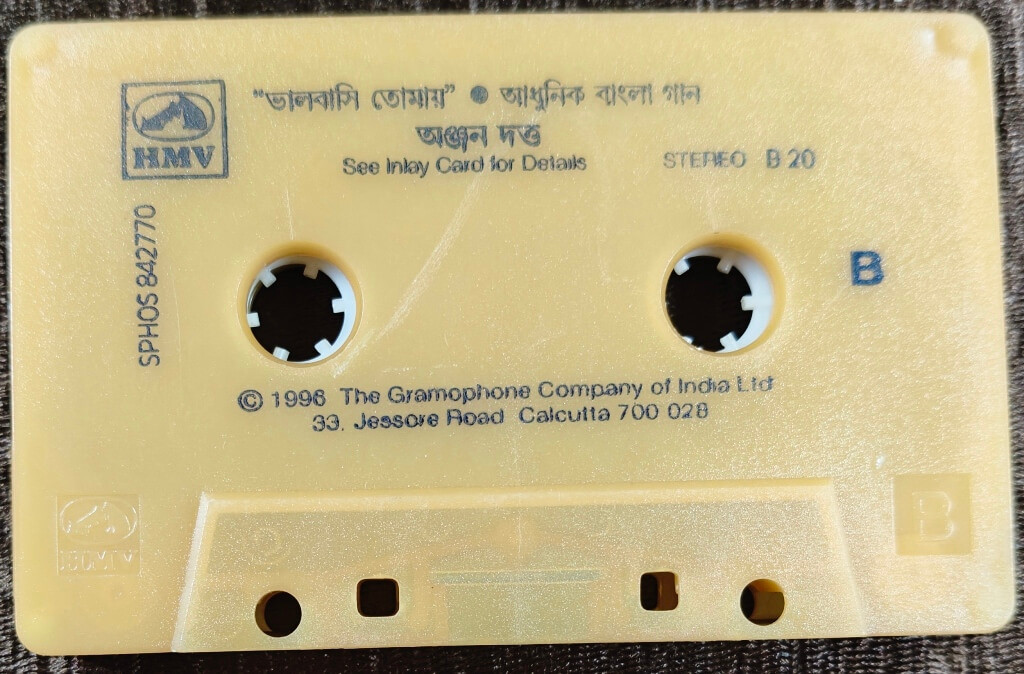 HMV
"ভালবাসি তোমায়" ● আধুনিক বাংলা গান
অঞ্জন দত্ত
See Inlay Card for Details
STEREO B 20
SPHOS 842770
B
© 1996 The Gramophone Company of India Ltd
33, Jessore Road Calcutta 700 028
HMV
B